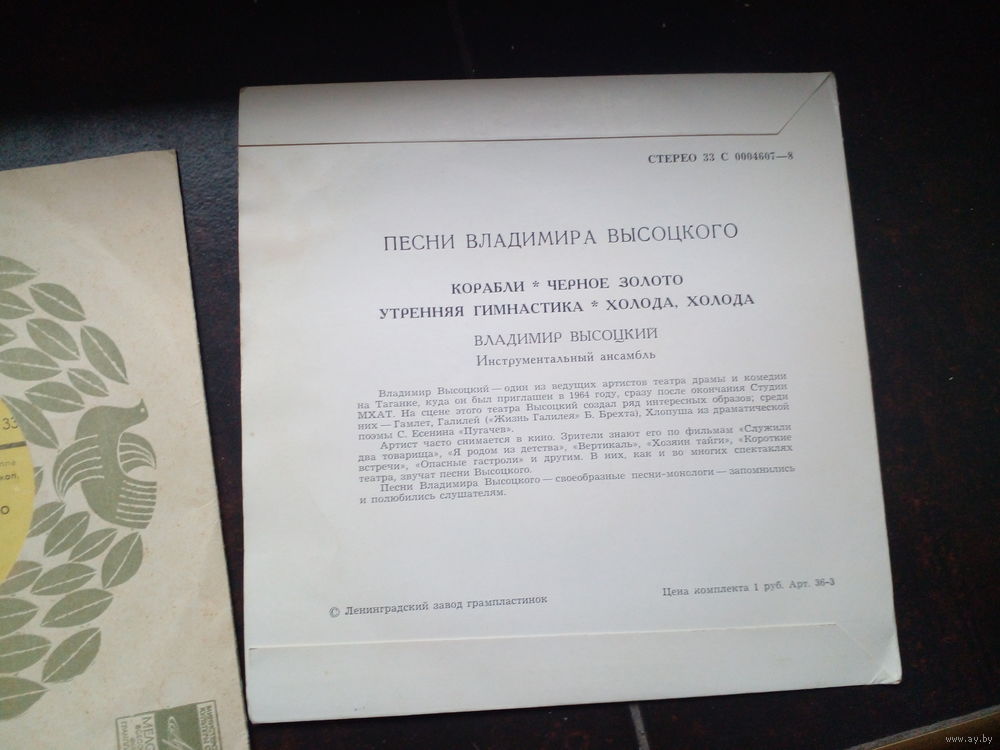 СТЕРЕО 33 С 0004607—8
ПЕСНИ ВЛАДИМИРА ВЫСОЦКОГО
КОРАБЛИ * ЧЕРНОЕ ЗОЛОТО
УТРЕННЯЯ ГИМНАСТИКА * ХОЛОДА, ХОЛОДА
ВЛАДИМИР ВЫСОЦКИЙ
Инструментальный ансамбль
Владимир Высоцкий — один из ведущих артистов театра драмы и комедии
на Таганке, куда он был приглашен в 1964 году, сразу после окончания Студии
МХАТ. На сцене этого театра Высоцкий создал ряд интересных образов; среди
них — Гамлет, Галилей («Жизнь Галилея» Б. Брехта), Хлопуша из драматической
поэмы С. Есенина «Пугачев».
Артист часто снимается в кино. Зрители знают его по фильмам «Служили
два товарища», «Я родом из детства», «Вертикаль», «Хозяин тайги», «Короткие
встречи», «Опасные гастроли» и другим. В них, как и во многих спектаклях
театра, звучат песни Высоцкого.
Песни Владимира Высоцкого — своеобразные песни-монологи — запомнились
и полюбились слушателям.
© Ленинградский завод грампластинок
Цена комплекта 1 руб. Арт. 36-3
33
www.ay.by